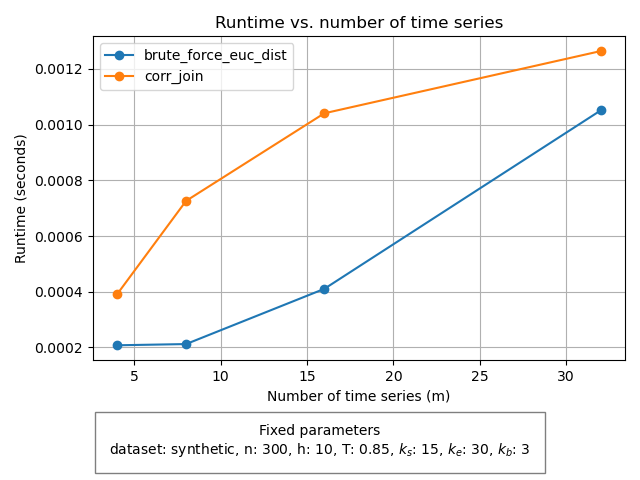 Runtime vs. number of time series
brute_force_euc_dist
corr_join
Runtime (seconds)
0.0012
0.0010
0.0008
0.0006
0.0004
0.0002
5 10 15 20 25 30
Number of time series (m)
Fixed parameters
dataset: synthetic, n: 300, h: 10, T: 0.85, kₛ: 15, kₑ: 30, k_b: 3